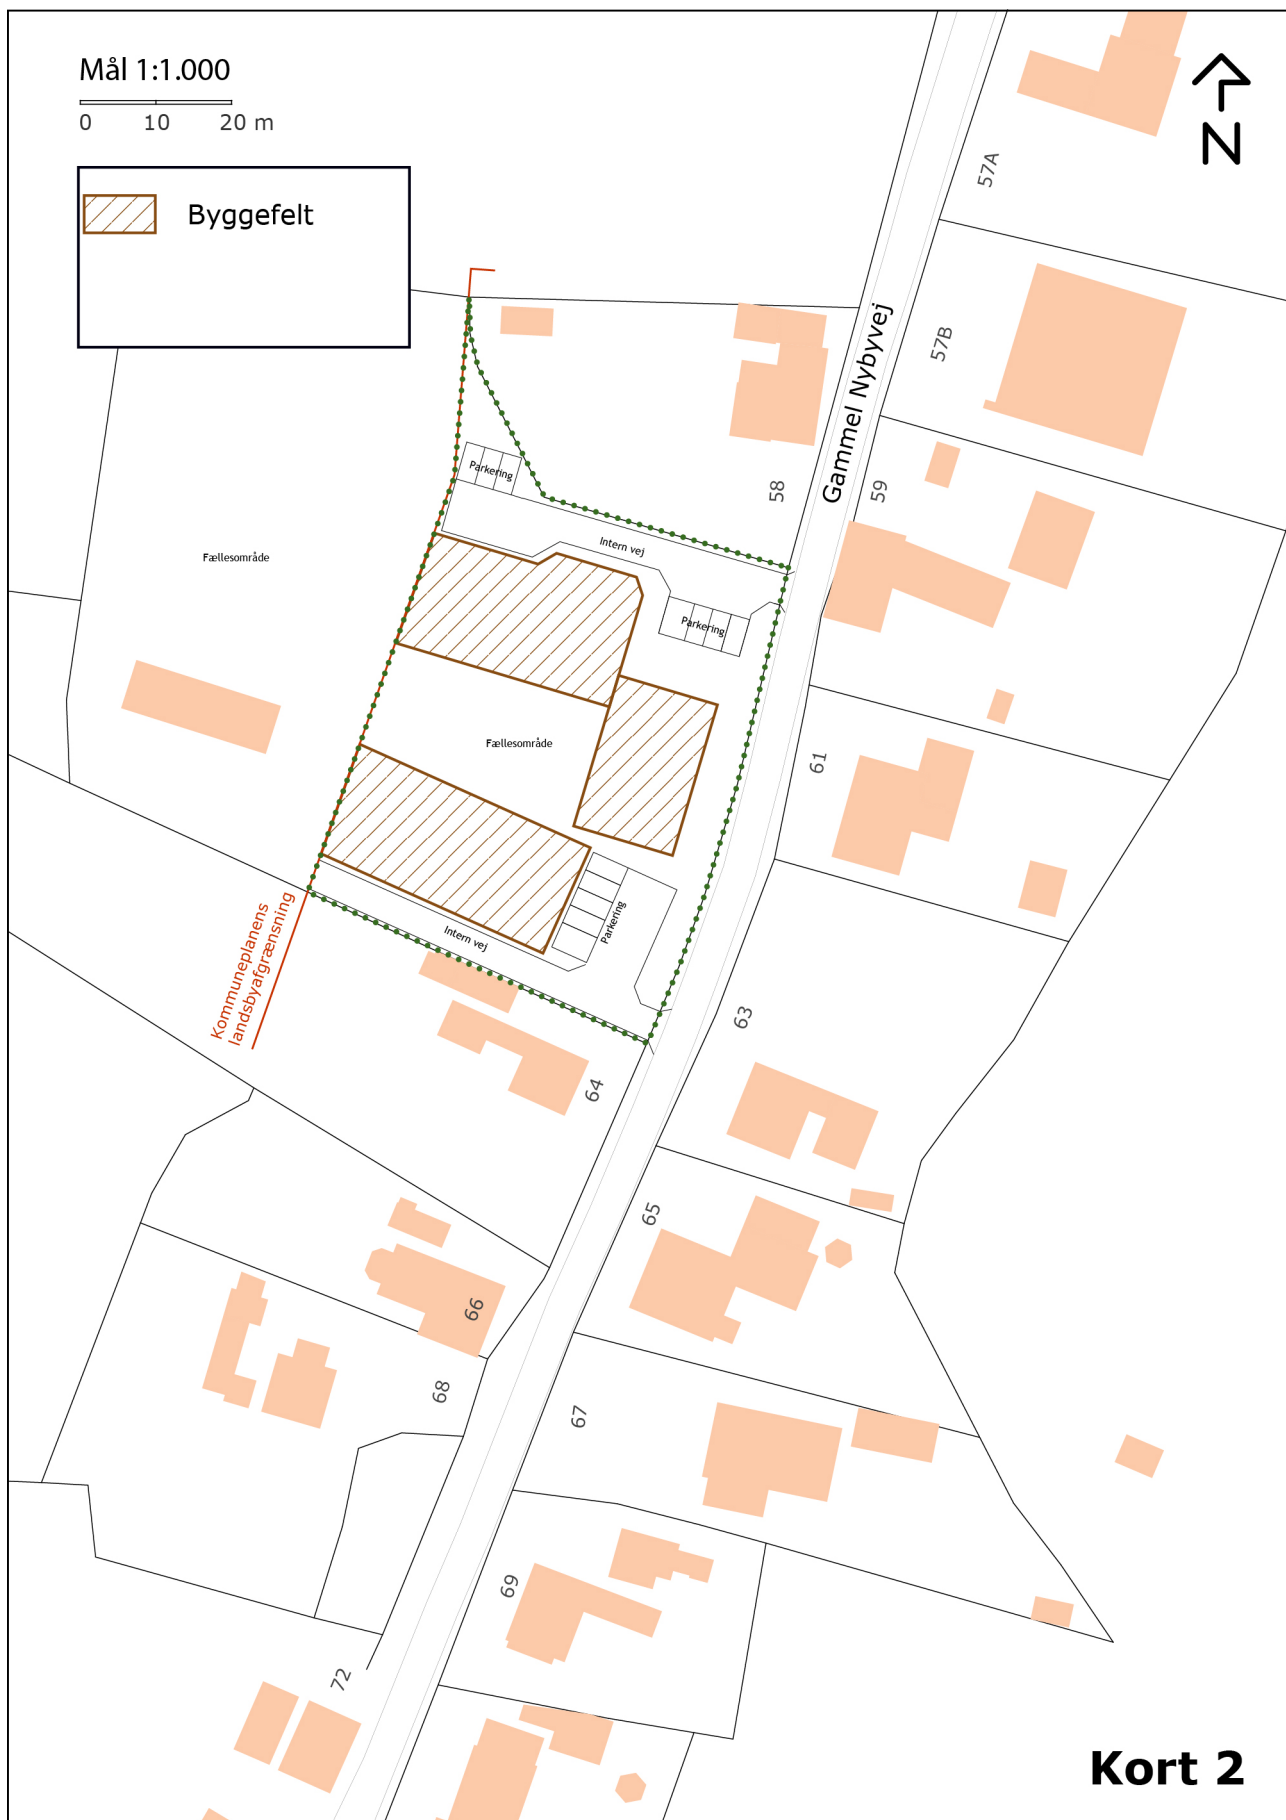 Mål 1:1.000
0 10 20 m
Byggefelt
N
57A
57B
Gammel Nybyvej
58
59
Parkering
Intern vej
Fællesområde
Parkering
61
Fællesområde
Parkering
Intern vej
Kommuneplanens
landsbyafgrænsning
63
64
65
66
68
67
69
72
Kort 2